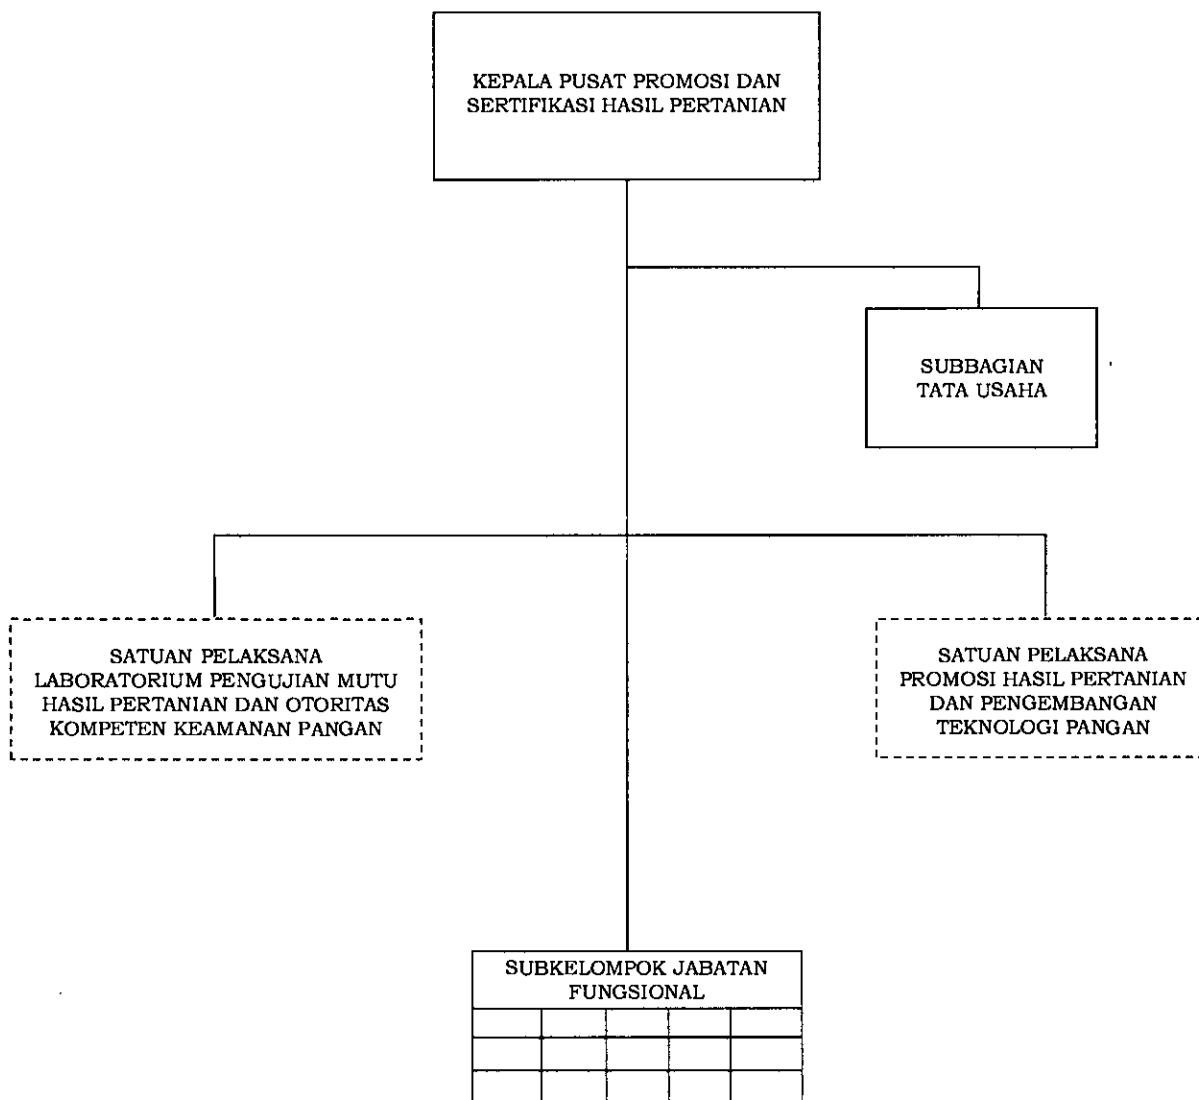 KEPALA PUSAT PROMOSI DAN
SERTIFIKASI HASIL PERTANIAN
SUBBAGIAN
TATA USAHA
SATUAN PELAKSANA
LABORATORIUM PENGUJIAN MUTU
HASIL PERTANIAN DAN OTORITAS
KOMPETEN KEAMANAN PANGAN
SATUAN PELAKSANA
PROMOSI HASIL PERTANIAN
DAN PENGEMBANGAN
TEKNOLOGI PANGAN
SUBKELOMPOK JABATAN
FUNGSIONAL